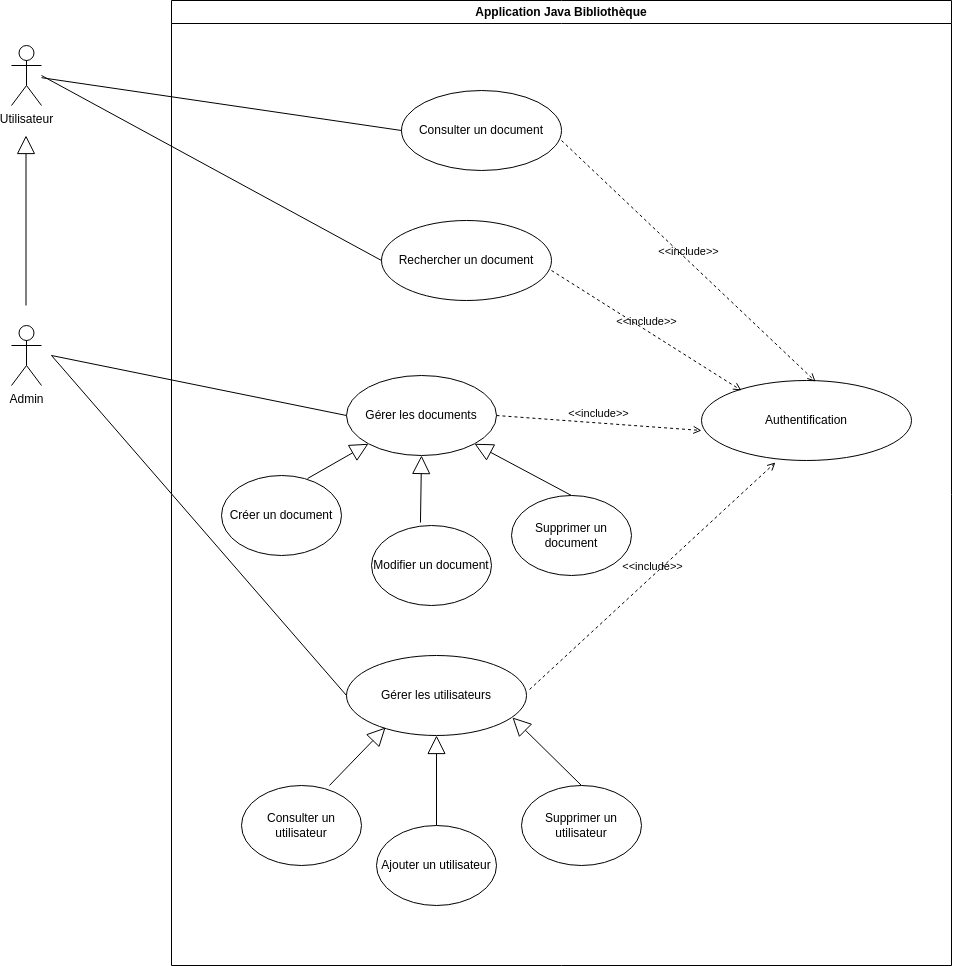 Application Java Bibliothèque
Utilisateur
Consulter un document
<<include>>
Rechercher un document
<<include>>
Admin
Gérer les documents
<<include>>
Authentification
Créer un document
Modifier un document
Supprimer un
document
<<include>>
Gérer les utilisateurs
Consulter un
utilisateur
Ajouter un utilisateur
Supprimer un
utilisateur